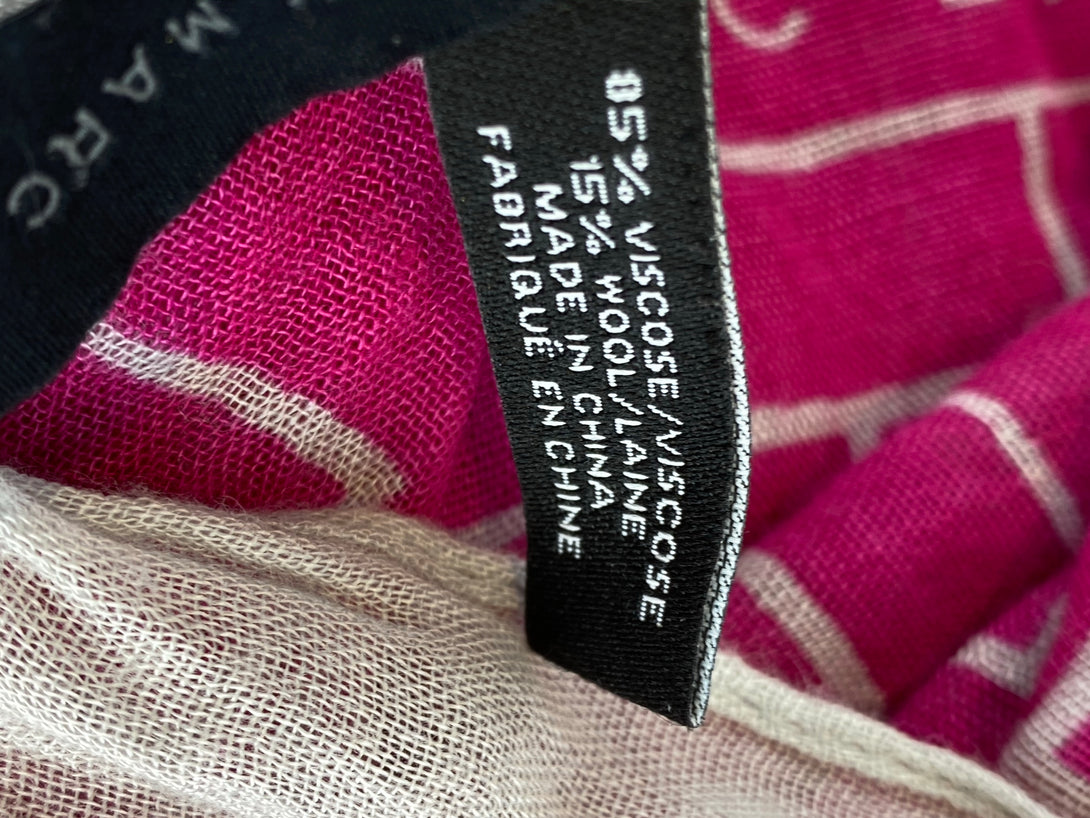 MARC
85% VISCOSE/VISCOSE
15% WOOL/LAINE
MADE IN CHINA
FABRIQUÉ EN CHINE